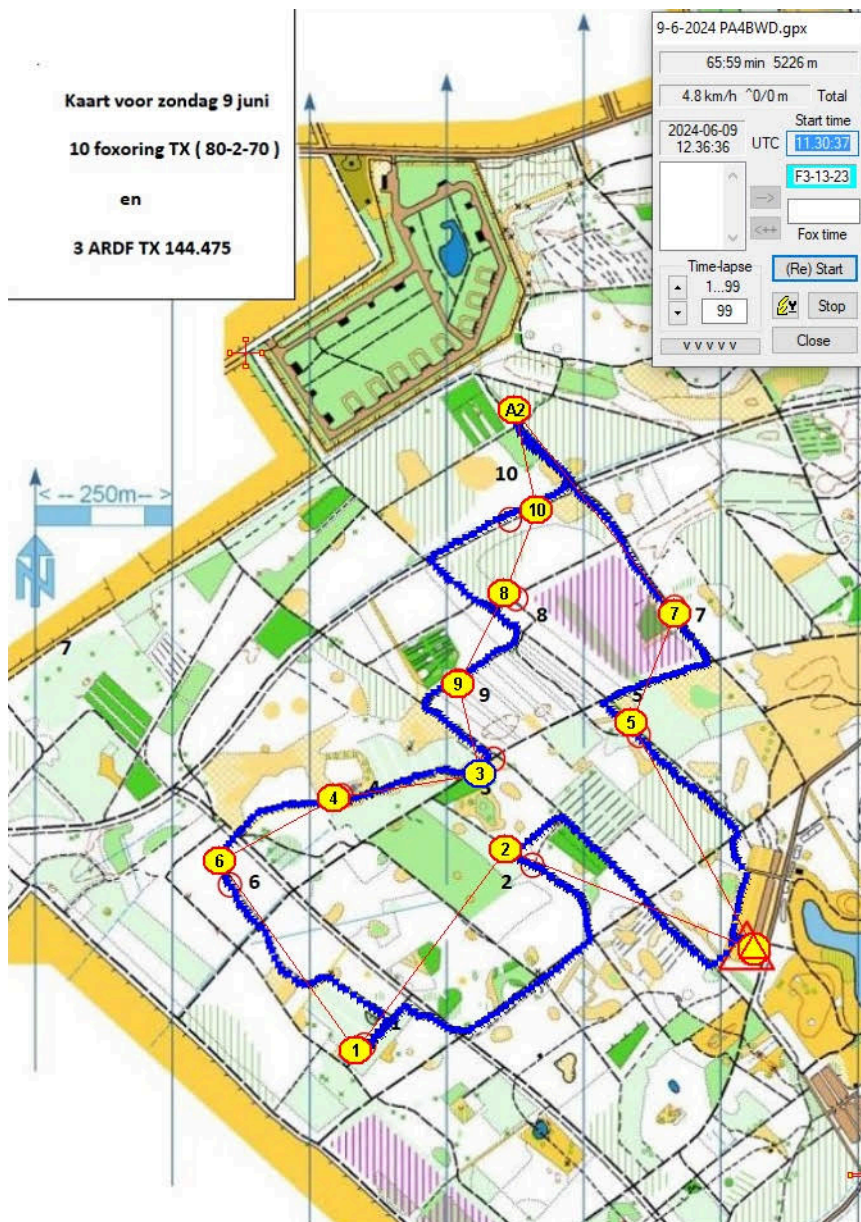 Kaart voor zondag 9 juni
10 foxoring TX ( 80-2-70 )
en
3 ARDF TX 144.475
9-6-2024 PA4BWD.gpx
65:59 min 5226 m
4.8 km/h ^0/0 m Total
Start time
2024-06-09
12.36.36
UTC
11.30.37
F3-13-23
-->
<++
Fox time
Time-lapse
1...99
99
(Re) Start
Stop
v v v v v
Close
< -- 250m-- >
N
A2
10
10
8
8
7
7
7
9
9
5
5
3
3
4
4
2
2
6
6
1
1